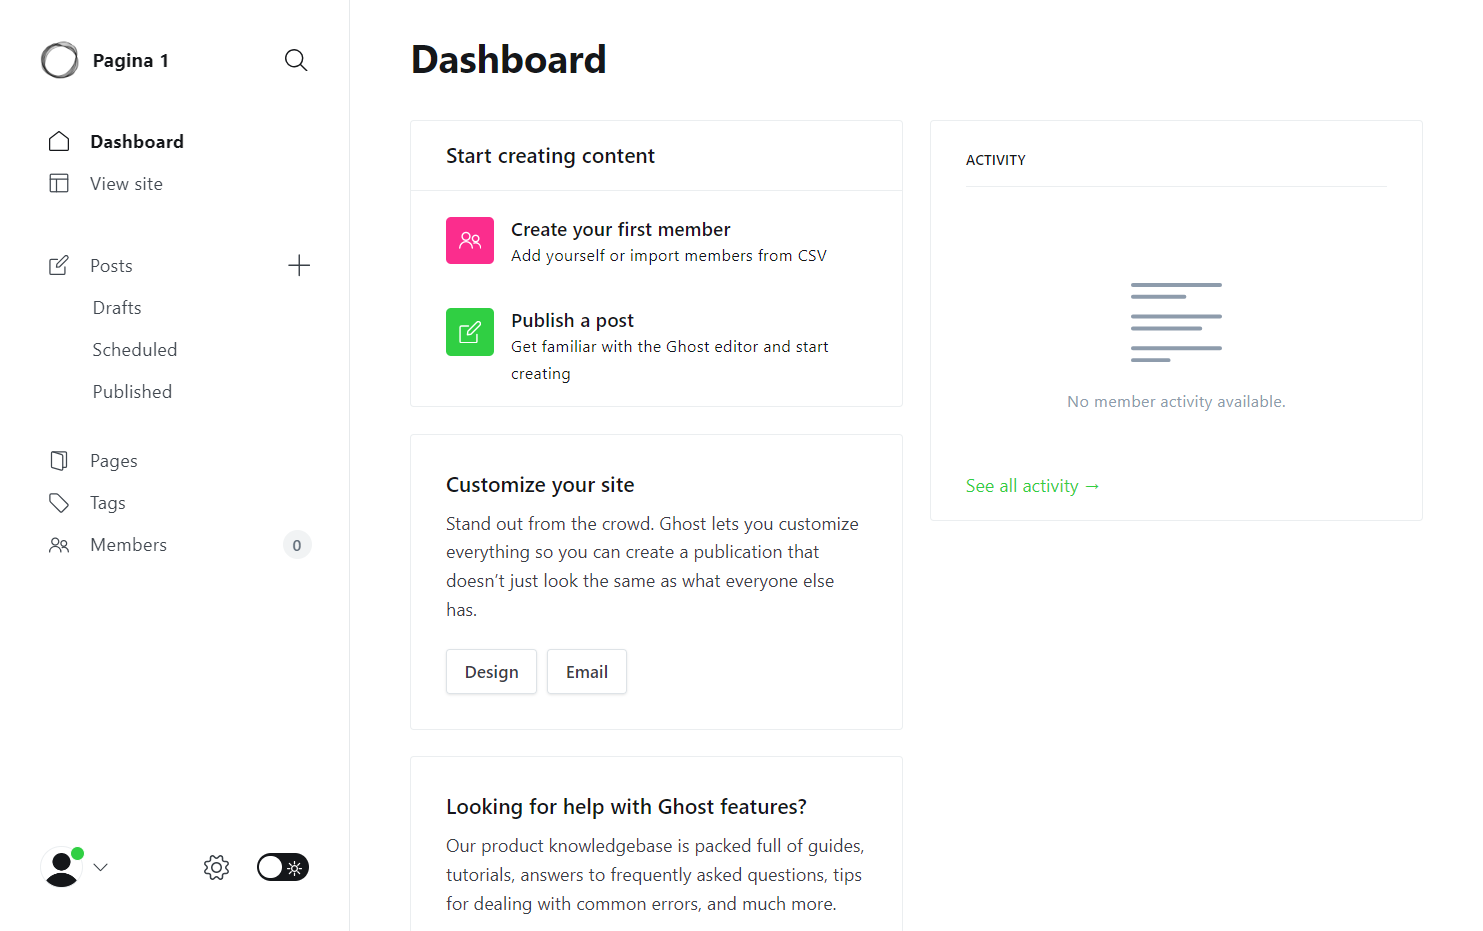 Pagina 1
Dashboard
View site
Posts
Drafts
Scheduled
Published
Pages
Tags
Members
0
Dashboard
Start creating content
Create your first member
Add yourself or import members from CSV
Publish a post
Get familiar with the Ghost editor and start
creating
Customize your site
Stand out from the crowd. Ghost lets you customize
everything so you can create a publication that
doesn’t just look the same as what everyone else
has.
Design
Email
Looking for help with Ghost features?
Our product knowledgebase is packed full of guides,
tutorials, answers to frequently asked questions, tips
for dealing with common errors, and much more.
ACTIVITY
No member activity available.
See all activity →